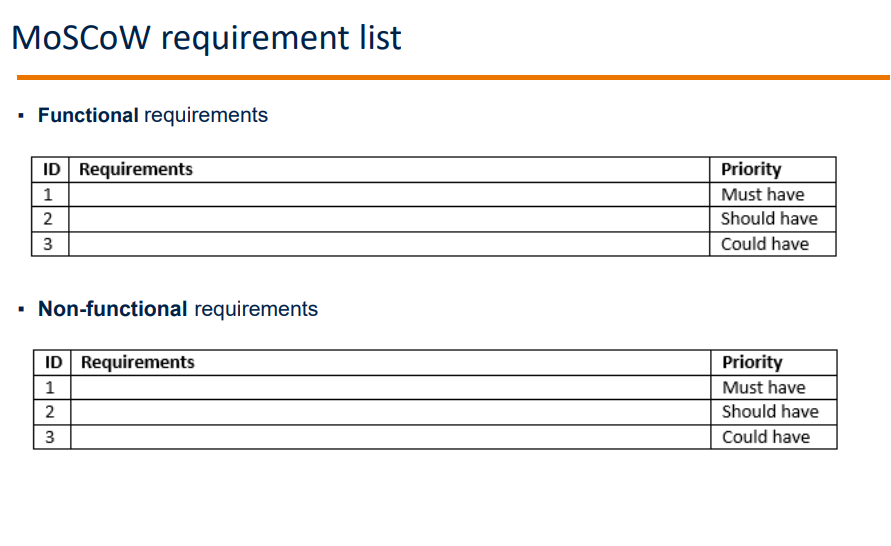 MoSCoW requirement list
▪ Functional requirements
ID Requirements Priority
1 Must have
2 Should have
3 Could have
▪ Non-functional requirements
ID Requirements Priority
1 Must have
2 Should have
3 Could have